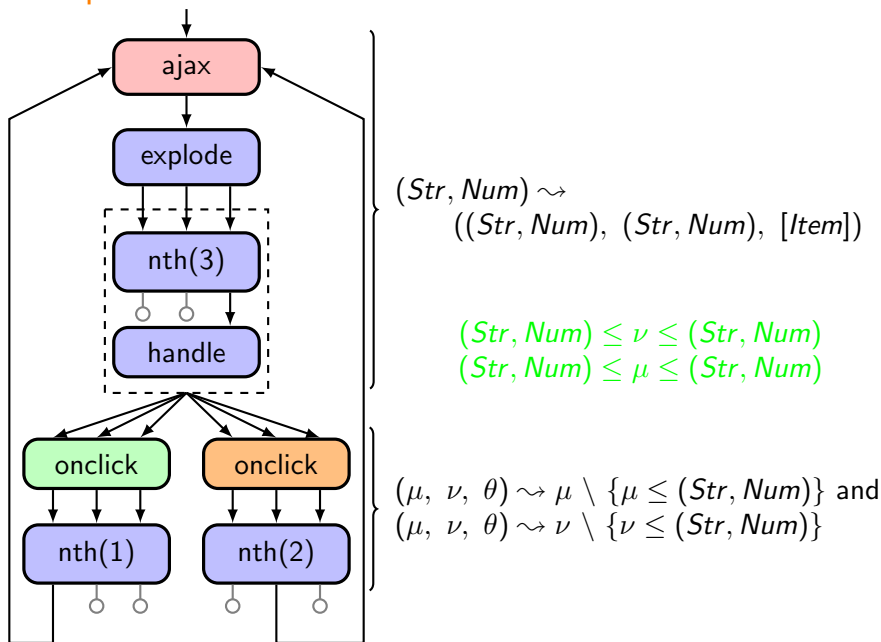 ajax
explode
nth(3)
handle
(Str, Num) ⇝
((Str, Num), (Str, Num), [Item])
(Str, Num) ≤ ν ≤ (Str, Num)
(Str, Num) ≤ μ ≤ (Str, Num)
onclick
onclick
nth(1)
nth(2)
(μ, ν, θ) ⇝ μ \ {μ ≤ (Str, Num)} and
(μ, ν, θ) ⇝ ν \ {ν ≤ (Str, Num)}